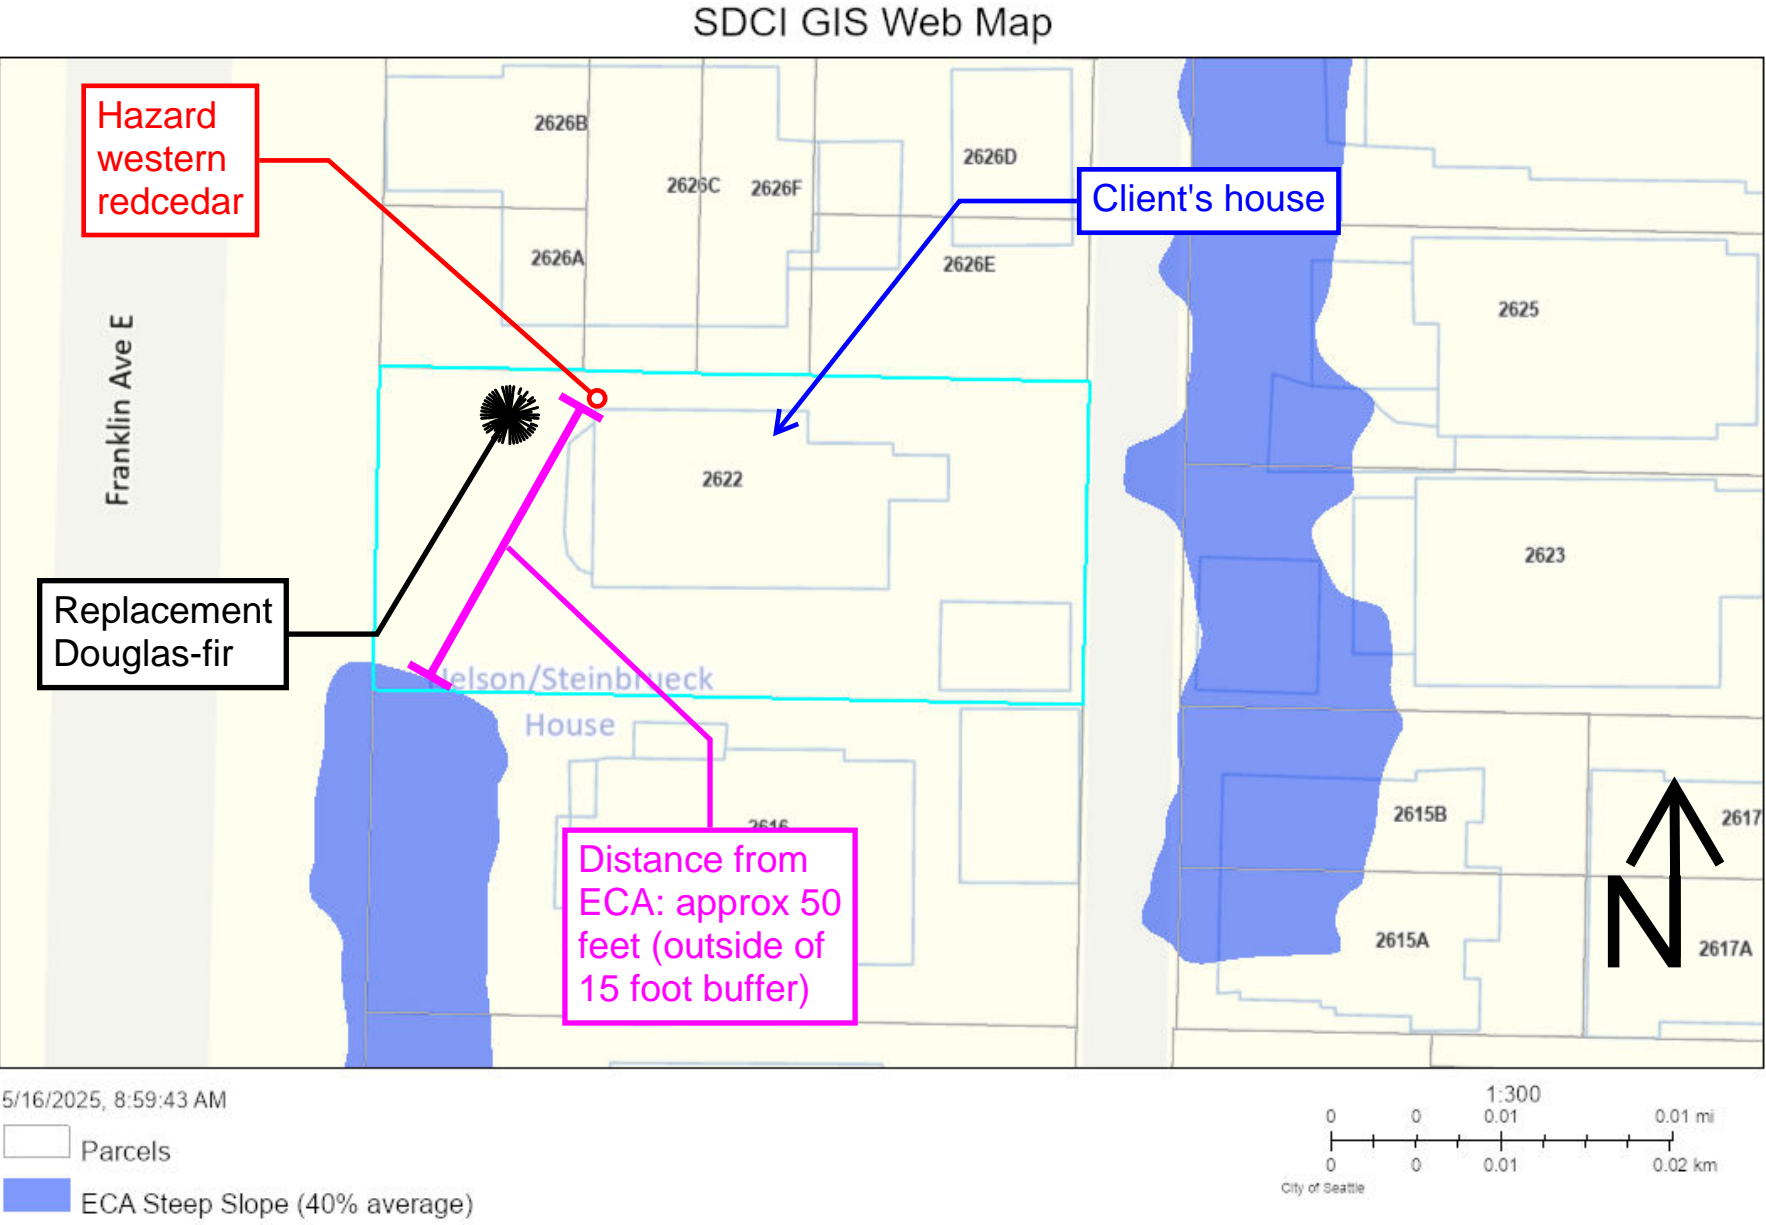 SDCI GIS Web Map
Hazard
western
redcedar
2626B
2626C
2626F
2626D
2626A
2626E
Client's house
2625
Franklin Ave E
2622
2623
Replacement
Douglas-fir
Nelson/Steinbrueck
House
2616
Distance from
ECA: approx 50
feet (outside of
15 foot buffer)
2615B
2617
2615A
2617A
N
5/16/2025, 8:59:43 AM
Parcels
ECA Steep Slope (40% average)
1:300
0 0 0.01 0.01 mi
0 0 0.01 0.02 km
City of Seattle